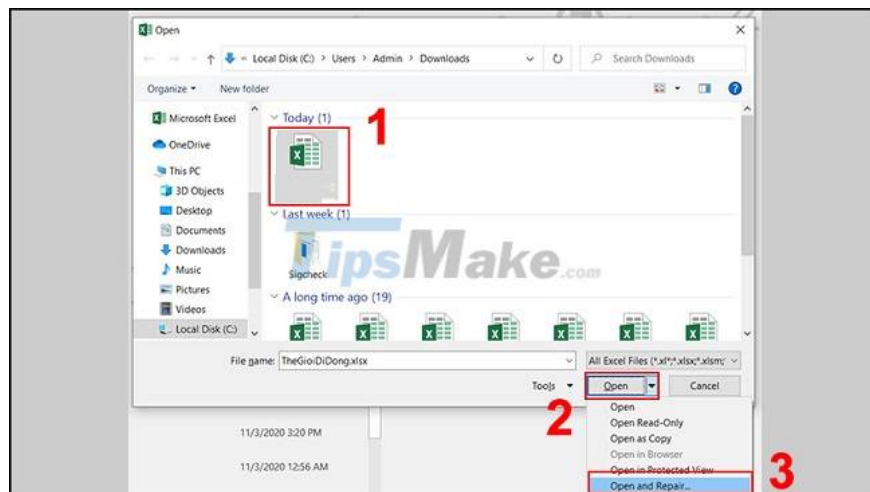 Open
« Local Disk (C:) > Users > Admin > Downloads
Search Downloads
Organize
New folder
Microsoft Excel
OneDrive
This PC
3D Objects
Desktop
Documents
Downloads
Music
Pictures
Videos
Local Disk (C:)
Today (1)
1
Last week (1)
Sigcheck
TipsMake.com
A long time ago (19)
File name: TheGioiDiDong.xlsx
All Excel Files (*.xl*;*.xlsx;*.xlsm;
Tools
Open
Cancel
2
Open
Open Read-Only
Open as Copy
Open in Browser
Open in Protected View
Open and Repair...
3
11/3/2020 3:20 PM
11/3/2020 12:56 AM